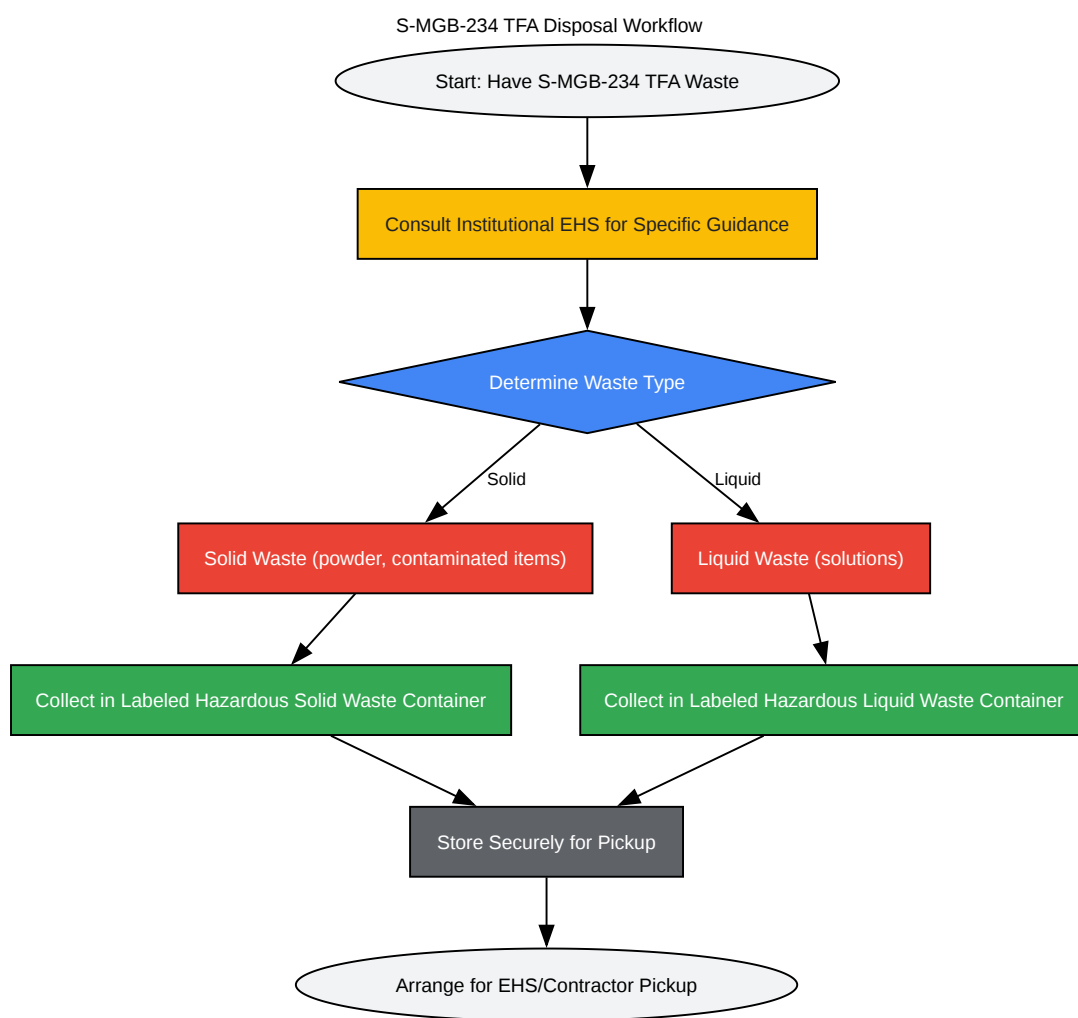 S-MGB-234 TFA Disposal Workflow
Start: Have S-MGB-234 TFA Waste
Consult Institutional EHS for Specific Guidance
Determine Waste Type
Solid
Liquid
Solid Waste (powder, contaminated items)
Liquid Waste (solutions)
Collect in Labeled Hazardous Solid Waste Container
Collect in Labeled Hazardous Liquid Waste Container
Store Securely for Pickup
Arrange for EHS/Contractor Pickup